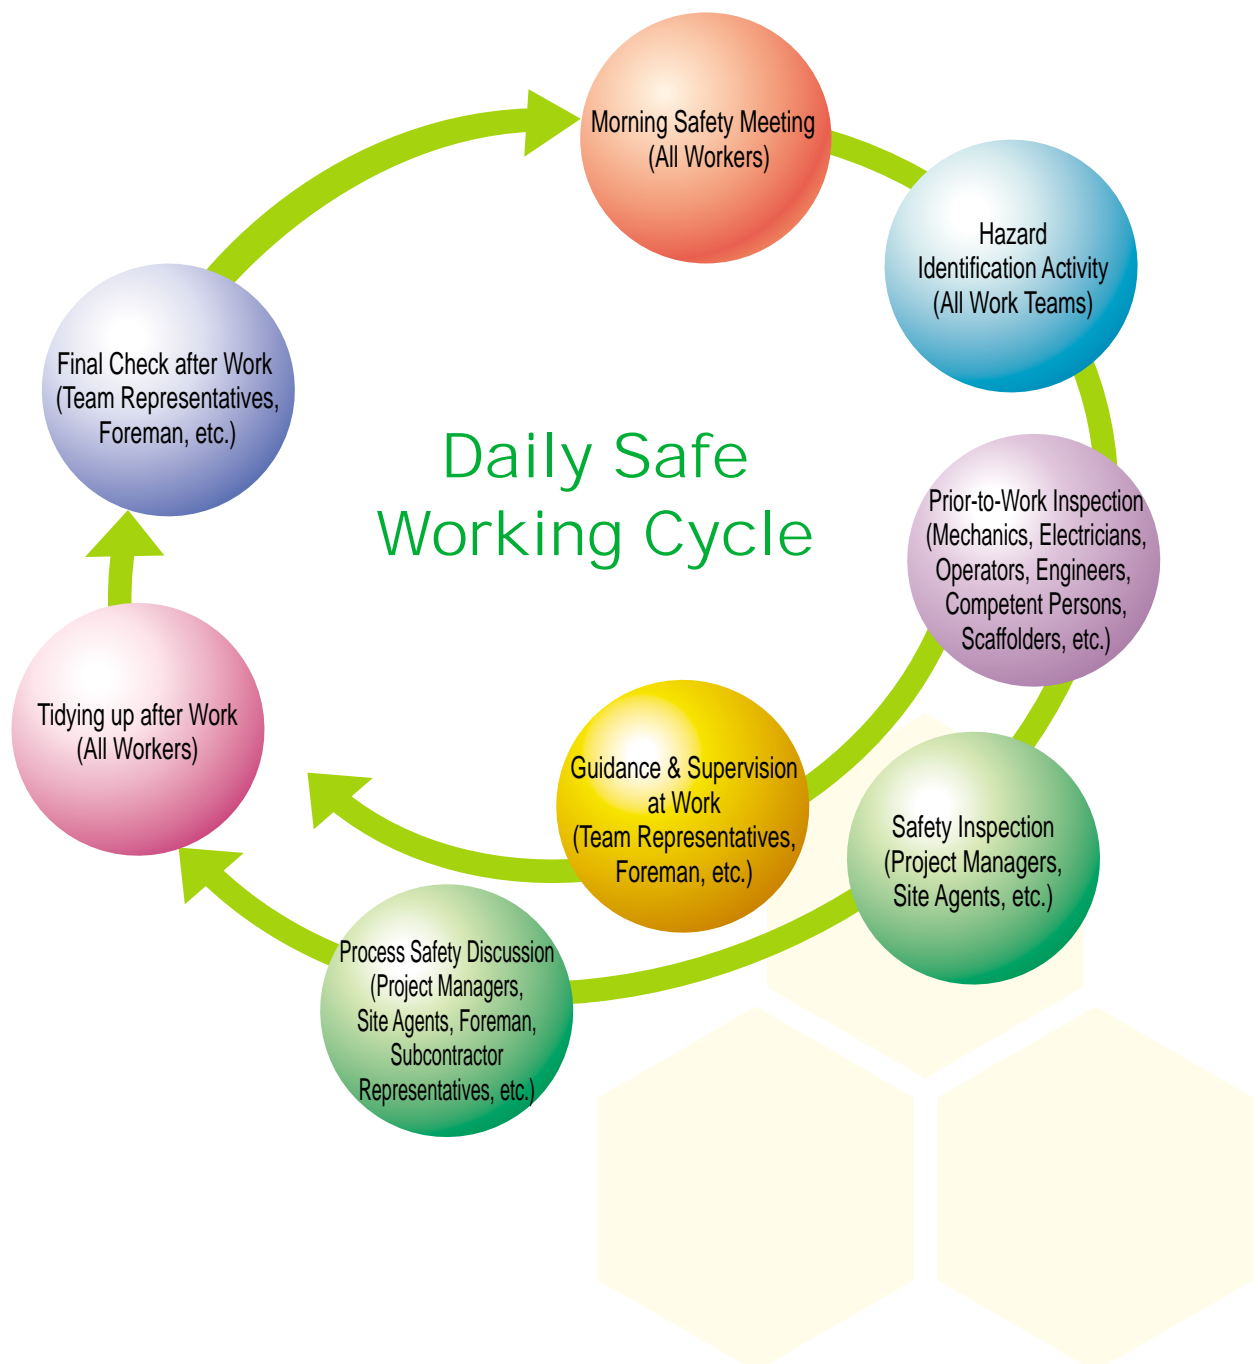 Morning Safety Meeting
(All Workers)
Hazard
Identification Activity
(All Work Teams)
Final Check after Work
(Team Representatives,
Foreman, etc.)
Daily Safe
Working Cycle
Prior-to-Work Inspection
(Mechanics, Electricians,
Operators, Engineers,
Competent Persons,
Scaffolders, etc.)
Tidying up after Work
(All Workers)
Guidance & Supervision
at Work
(Team Representatives,
Foreman, etc.)
Safety Inspection
(Project Managers,
Site Agents, etc.)
Process Safety Discussion
(Project Managers,
Site Agents, Foreman,
Subcontractor
Representatives, etc.)